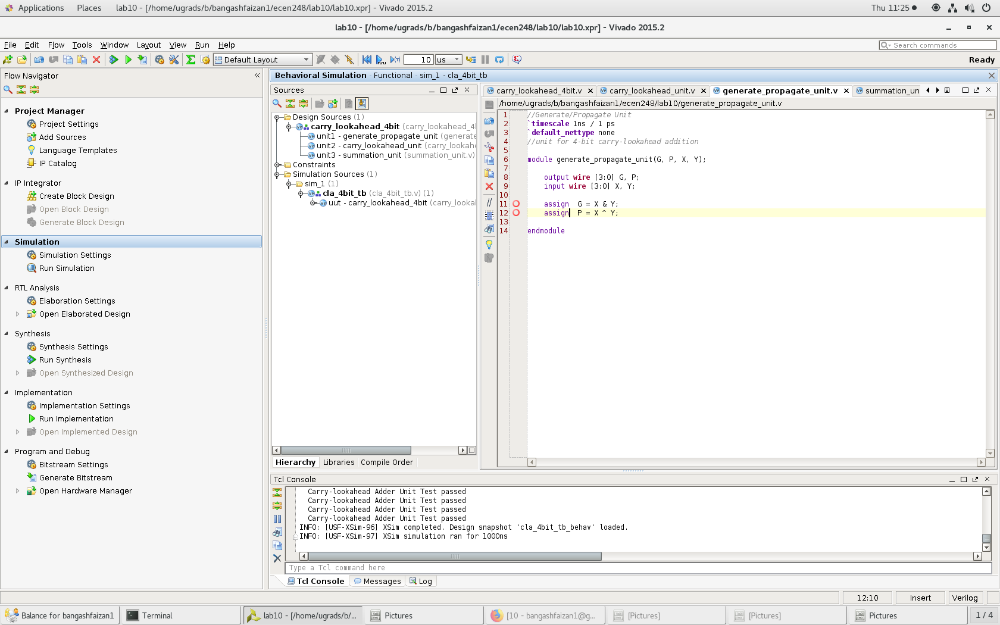 Applications Places lab10 - [/home/ugrads/b/bangashfaizan1/ecen248/lab10/lab10.xpr] - Vivado 2015.2 Thu 11:25
lab10 - [/home/ugrads/b/bangashfaizan1/ecen248/lab10/lab10.xpr] - Vivado 2015.2
File Edit Flow Tools Window Layout View Run Help Search commands
Default Layout 10 us Ready
Flow Navigator
Project Manager
Project Settings
Add Sources
Language Templates
IP Catalog
IP Integrator
Create Block Design
Open Block Design
Generate Block Design
Simulation
Simulation Settings
Run Simulation
RTL Analysis
Elaboration Settings
Open Elaborated Design
Synthesis
Synthesis Settings
Run Synthesis
Open Synthesized Design
Implementation
Implementation Settings
Run Implementation
Open Implemented Design
Program and Debug
Bitstream Settings
Generate Bitstream
Open Hardware Manager
Behavioral Simulation - Functional - sim_1 - cla_4bit_tb
Sources
Design Sources (1)
carry_lookahead_4bit (carry_lookahead_4l
unit1 - generate_propagate_unit (generate
unit2 - carry_lookahead_unit (carry_lookahe
unit3 - summation_unit (summation_unit.v)
Constraints
Simulation Sources (1)
sim_1 (1)
cla_4bit_tb (cla_4bit_tb.v) (1)
uut - carry_lookahead_4bit (carry_lookal
Hierarchy Libraries Compile Order
carry_lookahead_4bit.v carry_lookahead_unit.v generate_propagate_unit.v summation_un
/home/ugrads/b/bangashfaizan1/ecen248/lab10/generate_propagate_unit.v
1 //Generate/Propagate Unit
2 `timescale 1ns / 1 ps
3 `default_nettype none
4 //unit for 4-bit carry-lookahead addition
5
6 module generate_propagate_unit(G, P, X, Y);
7
8 output wire [3:0] G, P;
9 input wire [3:0] X, Y;
10
11 assign  G = X & Y;
12 assign  P = X ^ Y;
13
14 endmodule
Tcl Console
Carry-lookahead Adder Unit Test passed
Carry-lookahead Adder Unit Test passed
Carry-lookahead Adder Unit Test passed
Carry-lookahead Adder Unit Test passed
INFO: [USF-XSim-96] XSim completed. Design snapshot 'cla_4bit_tb_behav' loaded.
INFO: [USF-XSim-97] XSim simulation ran for 1000ns
Type a Tcl command here
Tcl Console Messages Log
12:10 Insert Verilog
Balance for bangashfaizan1 Terminal lab10 - [/home/ugrads/b/... Pictures [10 - bangashfaizan1@g... [Pictures] [Pictures] Pictures 1 / 4